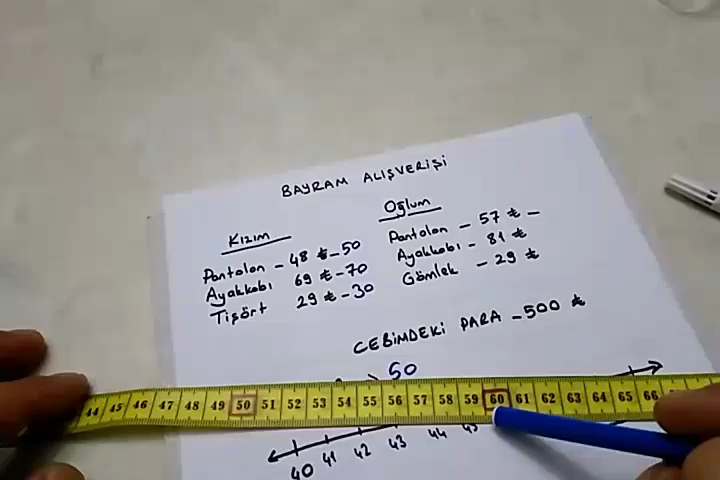 BAYRAM ALIŞVERİŞİ
Kızım
Pantolon - 48 ₺ - 50
Ayakkabı 69 ₺ - 70
Tişört 29 ₺ - 30
Oğlum
Pantolon - 57 ₺ -
Ayakkabı - 81 ₺
Gömlek - 29 ₺
CEBİMDEKİ PARA - 500 ₺
50
44 45 46 47 48 49 50 51 52 53 54 55 56 57 58 59 60 61 62 63 64 65 66
40 41 42 43 44 45